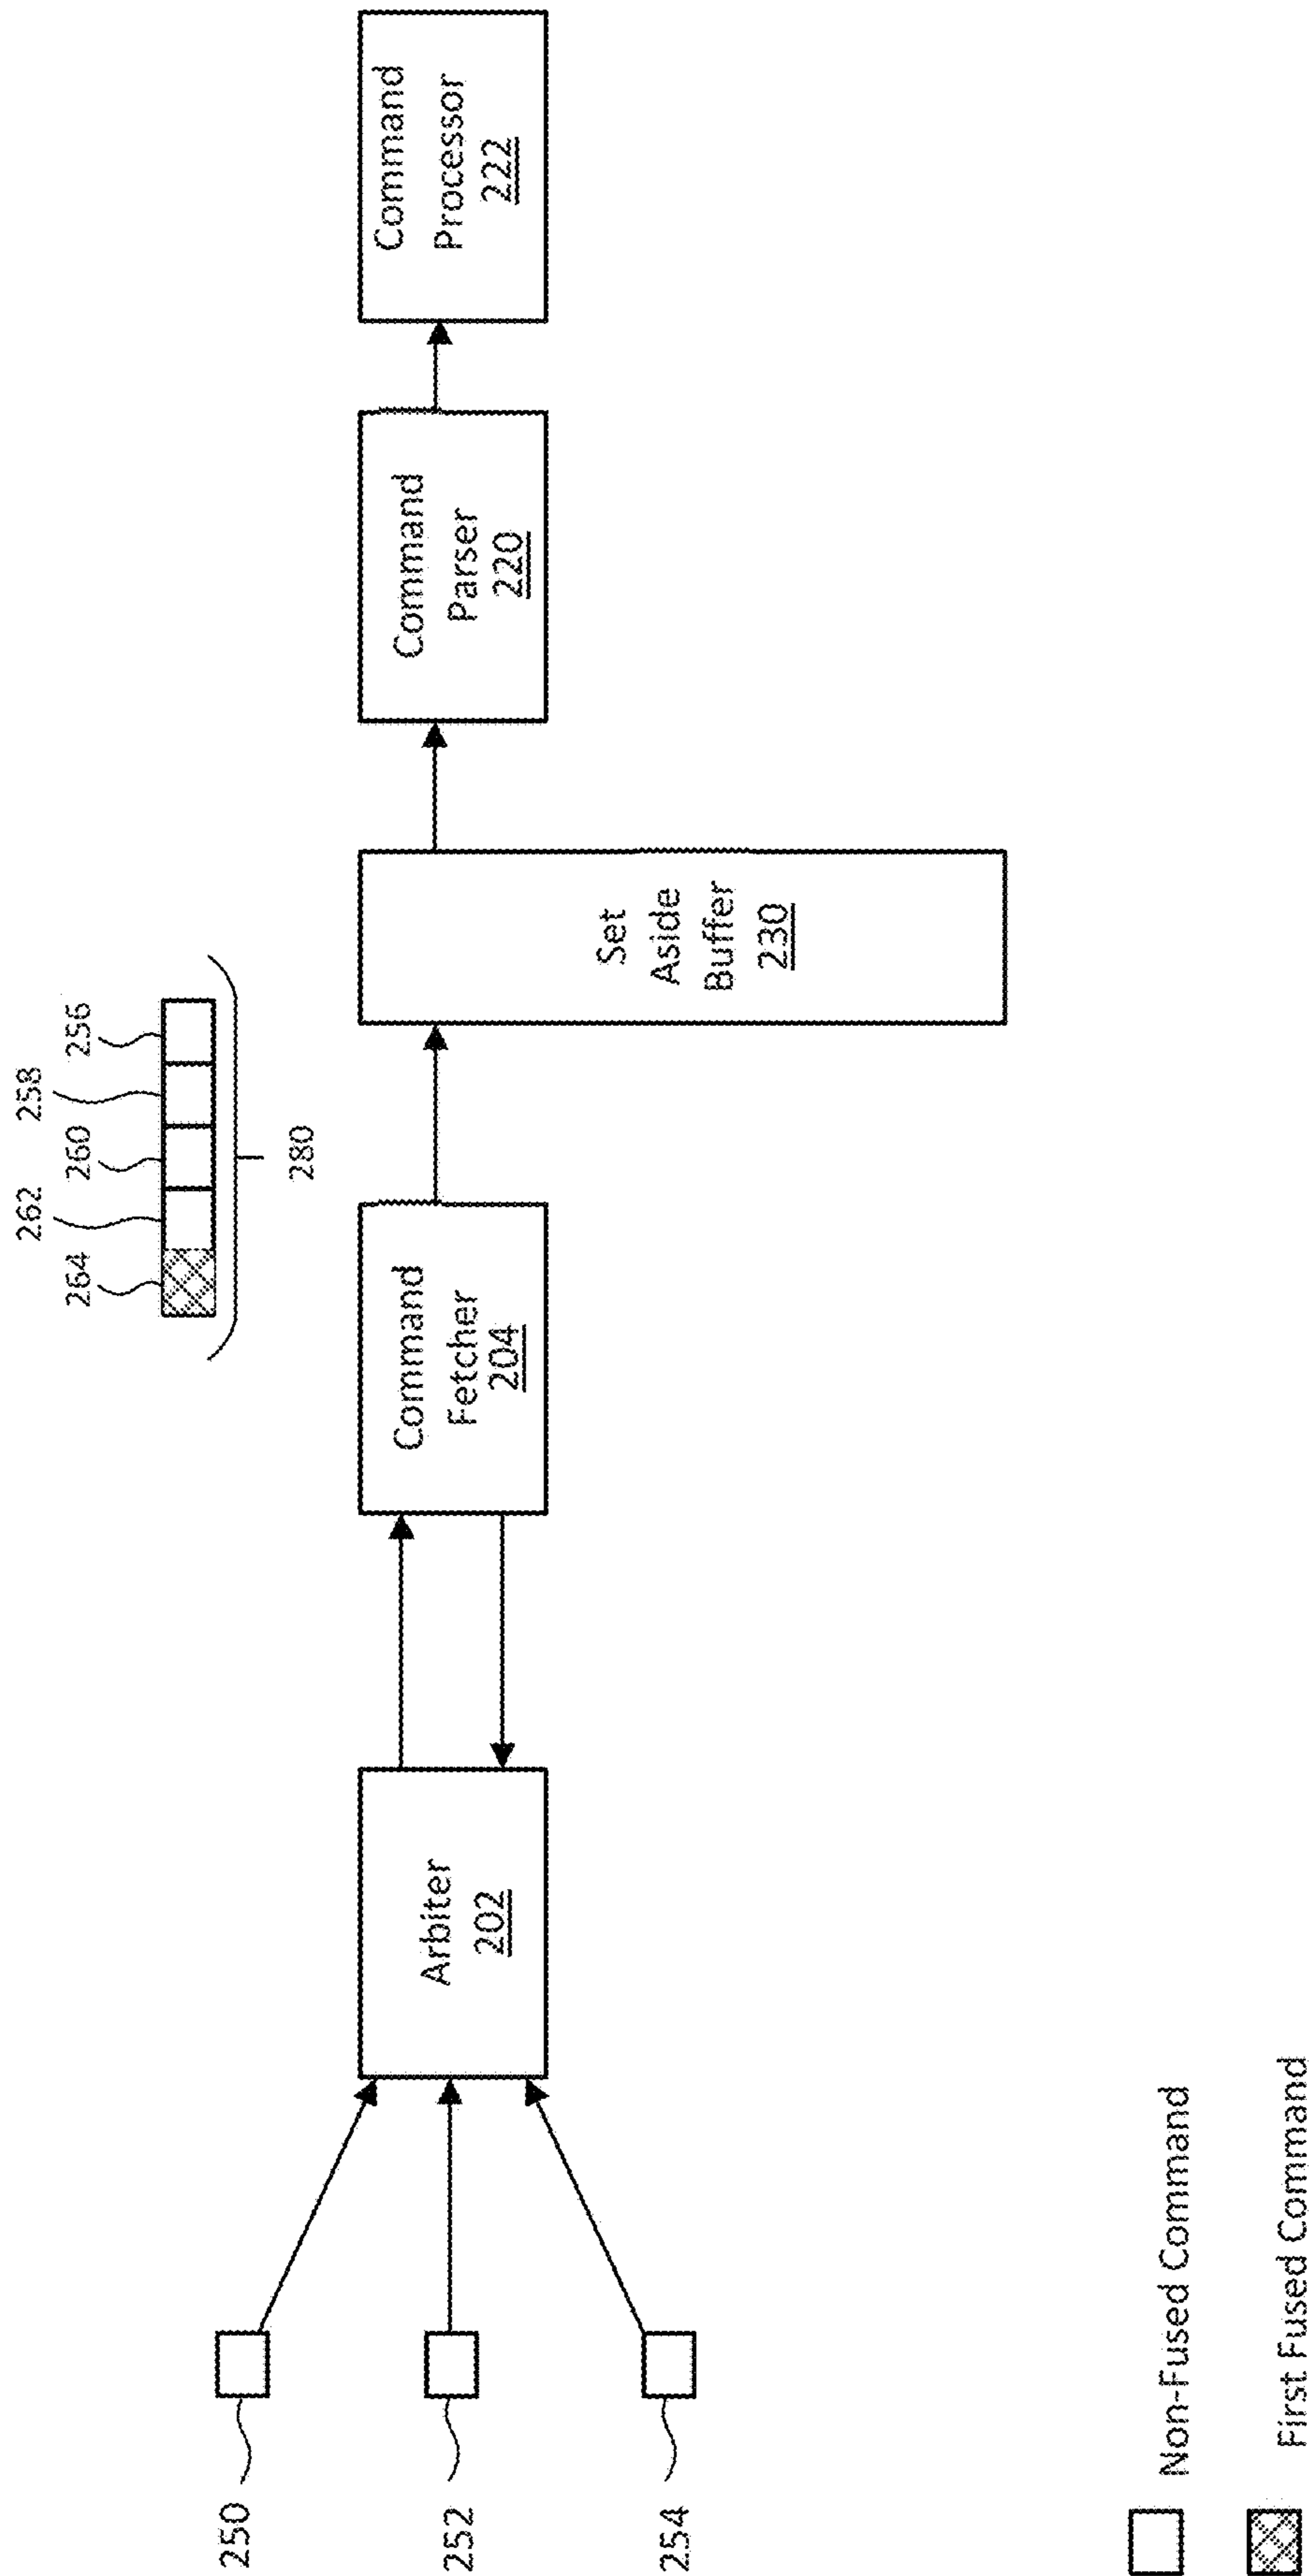 258
262
264
260
256
280
250
252
254
Arbiter
202
Command
Fetcher
204
Set
Aside
Buffer
230
Command
Parser
220
Command
Processor
222
Non-Fused Command
First Fused Command